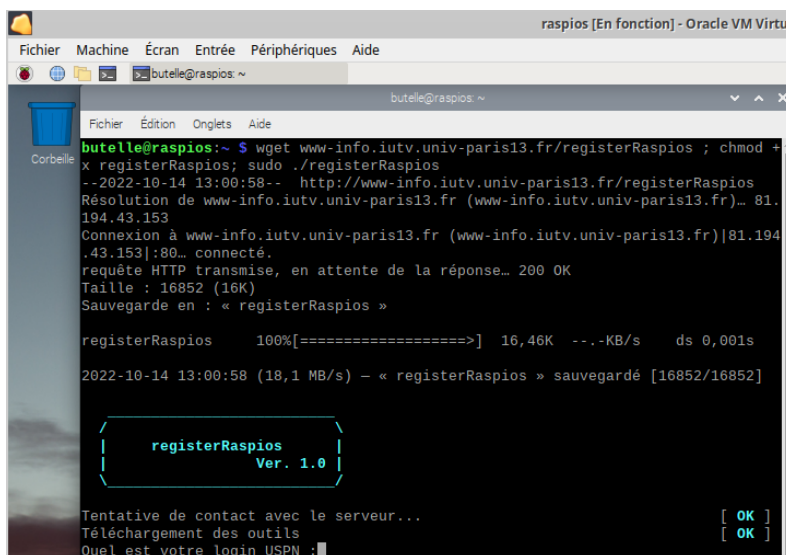 raspios [En fonction] - Oracle VM Virtu
Fichier Machine Écran Entrée Périphériques Aide
butelle@raspios: ~
butelle@raspios: ~
Fichier Édition Onglets Aide
Corbeille
butelle@raspios:~ $ wget www-info.iutv.univ-paris13.fr/registerRaspios ; chmod +
x registerRaspios; sudo ./registerRaspios
--2022-10-14 13:00:58-- http://www-info.iutv.univ-paris13.fr/registerRaspios
Résolution de www-info.iutv.univ-paris13.fr (www-info.iutv.univ-paris13.fr)… 81.
194.43.153
Connexion à www-info.iutv.univ-paris13.fr (www-info.iutv.univ-paris13.fr)|81.194
.43.153|:80… connecté.
requête HTTP transmise, en attente de la réponse… 200 OK
Taille : 16852 (16K)
Sauvegarde en : « registerRaspios »
registerRaspios 100%[===================>] 16,46K --.-KB/s ds 0,001s
2022-10-14 13:00:58 (18,1 MB/s) — « registerRaspios » sauvegardé [16852/16852]
registerRaspios
Ver. 1.0
Tentative de contact avec le serveur... [ OK ]
Téléchargement des outils [ OK ]
Quel est votre login USPN :